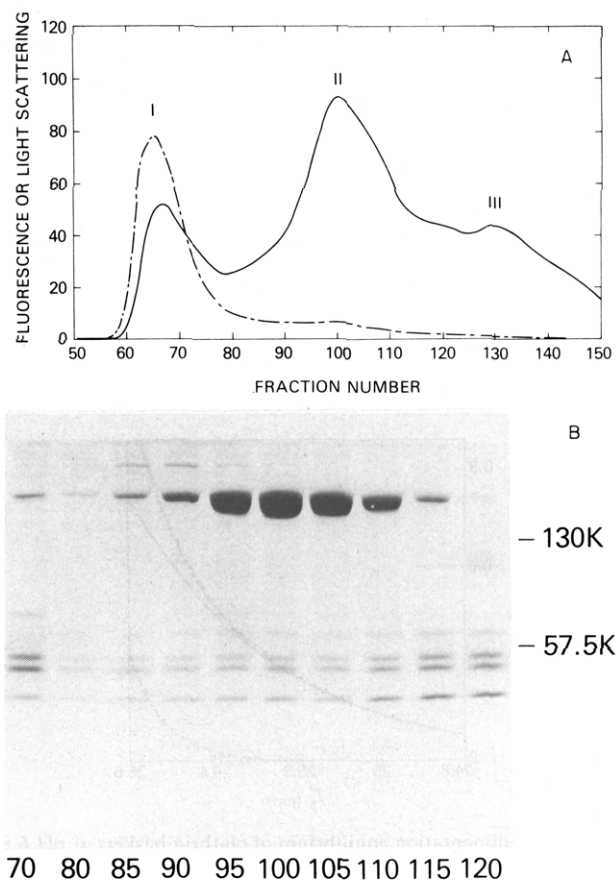 FLUORESCENCE OR LIGHT SCATTERING
120
100
80
60
40
20
0
I
II
III
A
50 60 70 80 90 100 110 120 130 140 150
FRACTION NUMBER
B
— 130K
— 57.5K
70 80 85 90 95 100 105 110 115 120